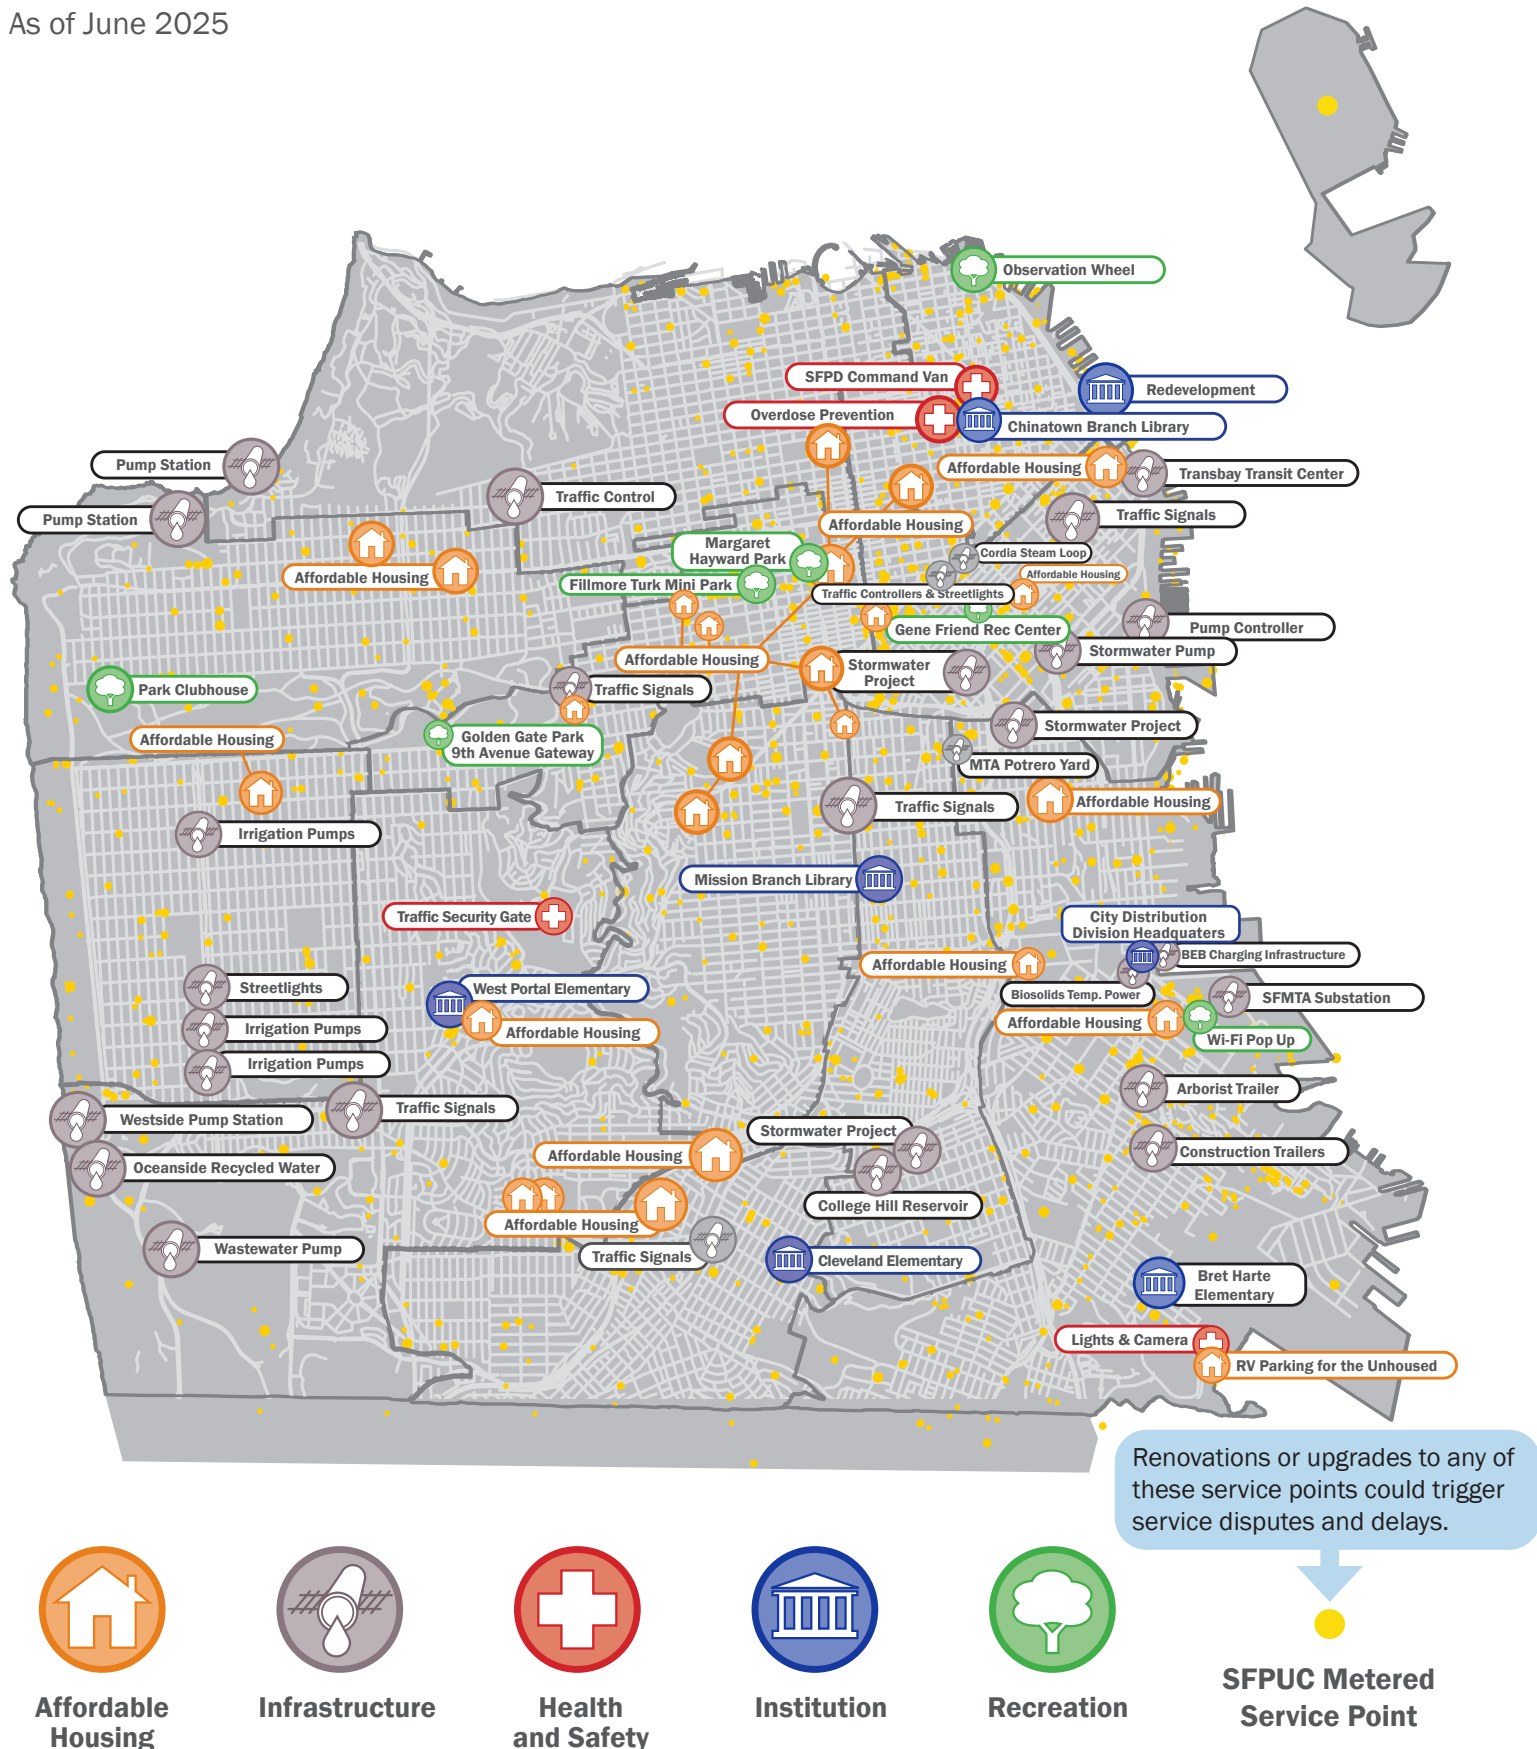 As of June 2025
Observation Wheel
SFPD Command Van
Redevelopment
Overdose Prevention
Chinatown Branch Library
Pump Station
Affordable Housing
Transbay Transit Center
Traffic Control
Pump Station
Traffic Signals
Affordable Housing
Margaret
Hayward Park
Cordia Steam Loop
Affordable Housing
Affordable Housing
Fillmore Turk Mini Park
Traffic Controllers & Streetlights
Gene Friend Rec Center
Pump Controller
Stormwater Pump
Affordable Housing
Stormwater
Project
Park Clubhouse
Traffic Signals
Stormwater Project
Affordable Housing
Golden Gate Park
9th Avenue Gateway
MTA Potrero Yard
Affordable Housing
Traffic Signals
Irrigation Pumps
Mission Branch Library
Traffic Security Gate
City Distribution
Division Headquaters
BEB Charging Infrastructure
Affordable Housing
Streetlights
West Portal Elementary
Biosolids Temp. Power
SFMTA Substation
Irrigation Pumps
Affordable Housing
Affordable Housing
Wi-Fi Pop Up
Irrigation Pumps
Arborist Trailer
Traffic Signals
Westside Pump Station
Stormwater Project
Affordable Housing
Construction Trailers
Oceanside Recycled Water
College Hill Reservoir
Affordable Housing
Wastewater Pump
Traffic Signals
Cleveland Elementary
Bret Harte
Elementary
Lights & Camera
RV Parking for the Unhoused
Renovations or upgrades to any of
these service points could trigger
service disputes and delays.
Affordable
Housing
Infrastructure
Health
and Safety
Institution
Recreation
SFPUC Metered
Service Point